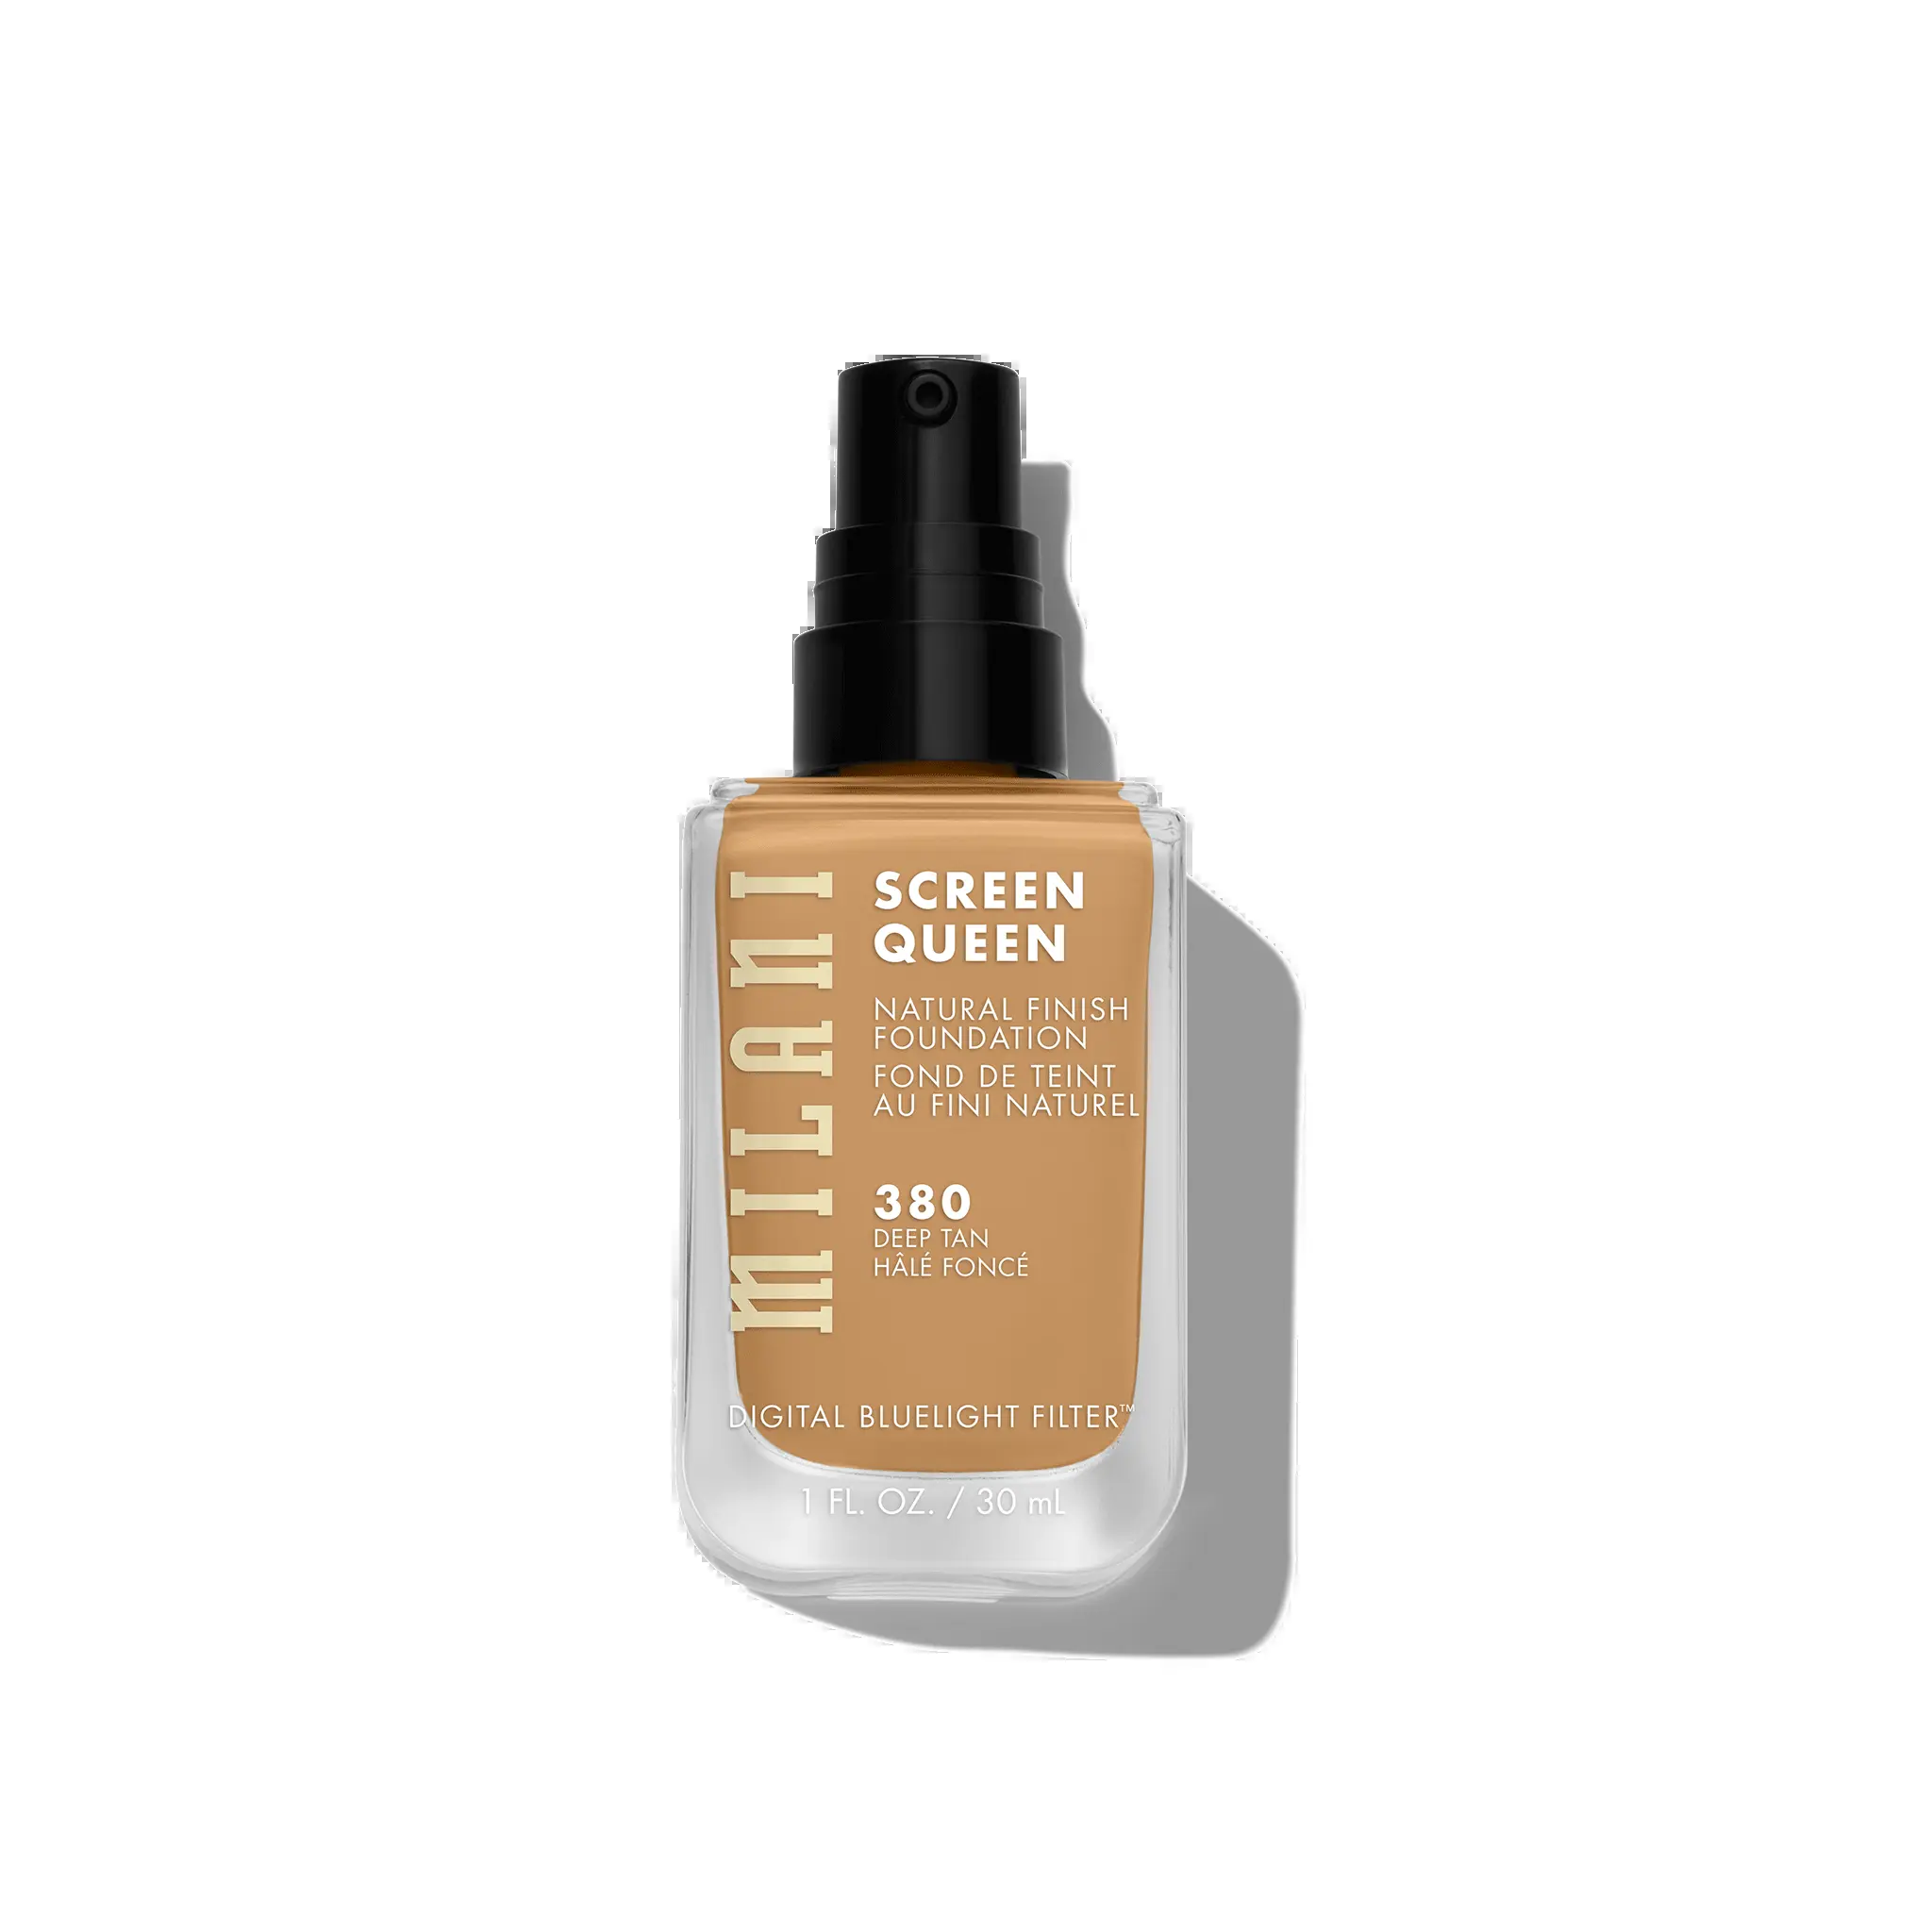 MILANI
SCREEN
QUEEN
NATURAL FINISH
FOUNDATION
FOND DE TEINT
AU FINI NATUREL
380
DEEP TAN
HÂLÉ FONCÉ
DIGITAL BLUELIGHT FILTER™
1 FL. OZ. / 30 mL